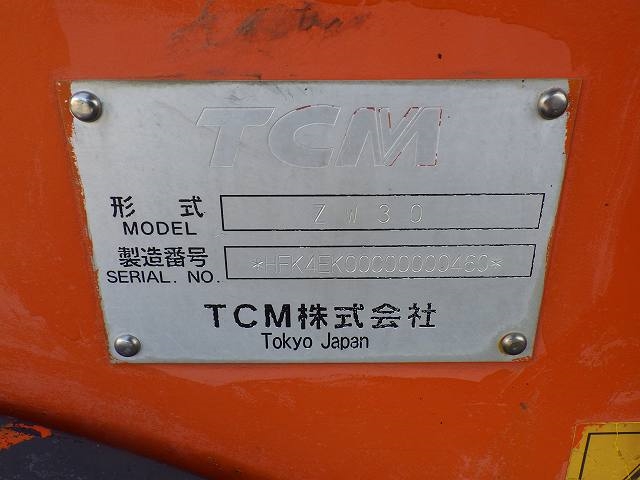 TCM
形 式
MODEL
ZW30
製造番号
SERIAL. NO.
TCM株式会社
Tokyo Japan